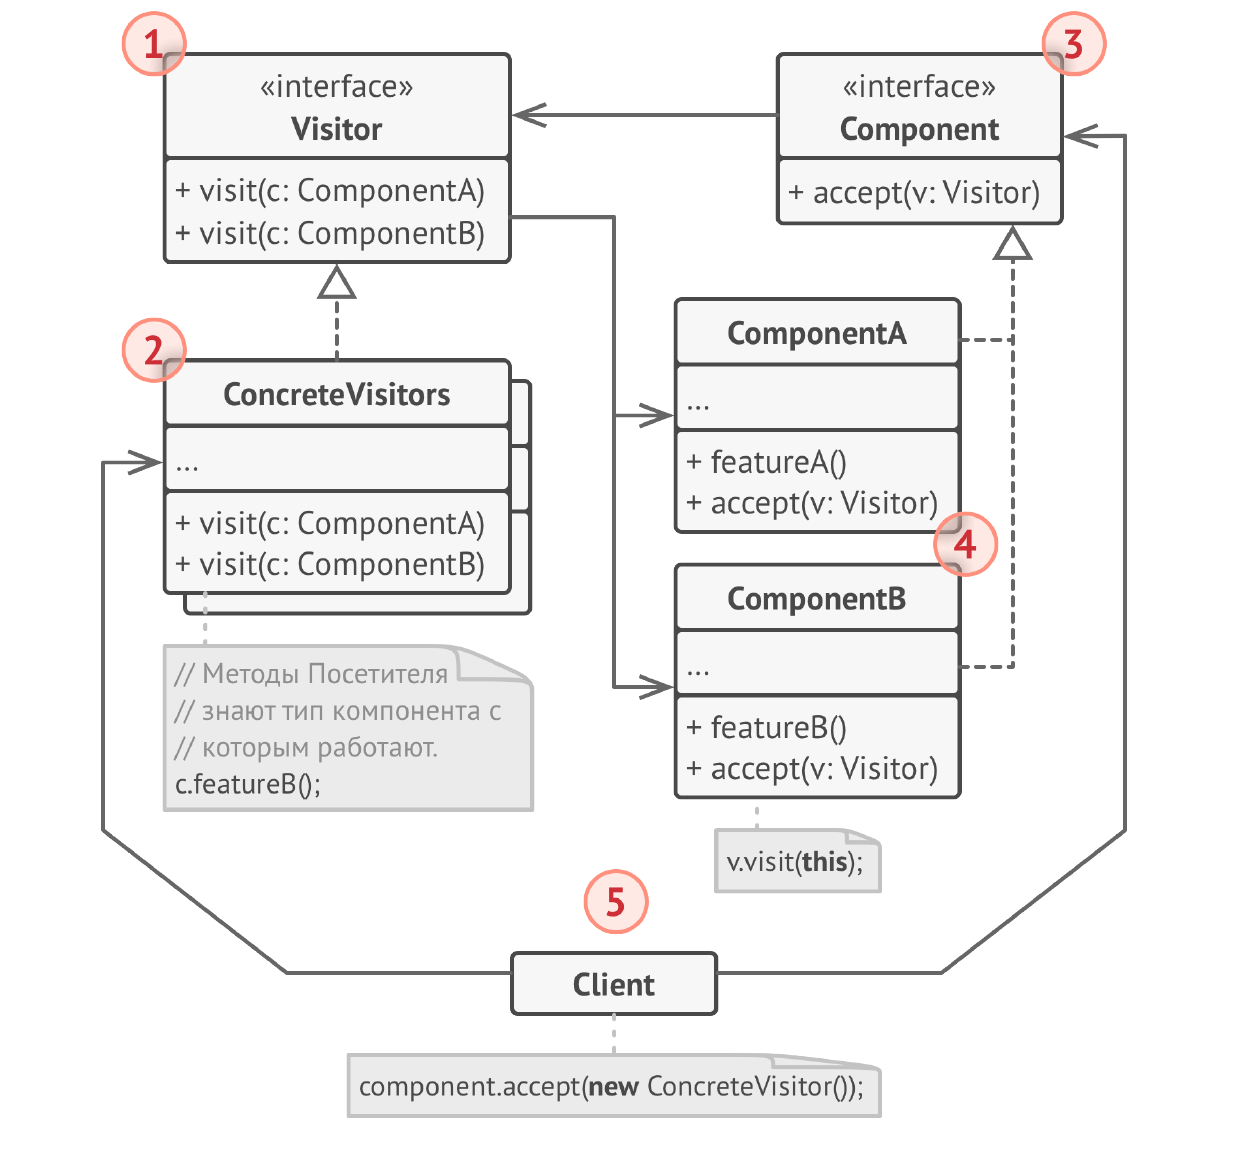 1
«interface»
Visitor
+ visit(c: ComponentA)
+ visit(c: ComponentB)
3
«interface»
Component
+ accept(v: Visitor)
2
ConcreteVisitors
...
+ visit(c: ComponentA)
+ visit(c: ComponentB)
// Методы Посетителя
// знают тип компонента с
// которым работают.
c.featureB();
ComponentA
...
+ featureA()
+ accept(v: Visitor)
4
ComponentB
...
+ featureB()
+ accept(v: Visitor)
v.visit(this);
5
Client
component.accept(new ConcreteVisitor());